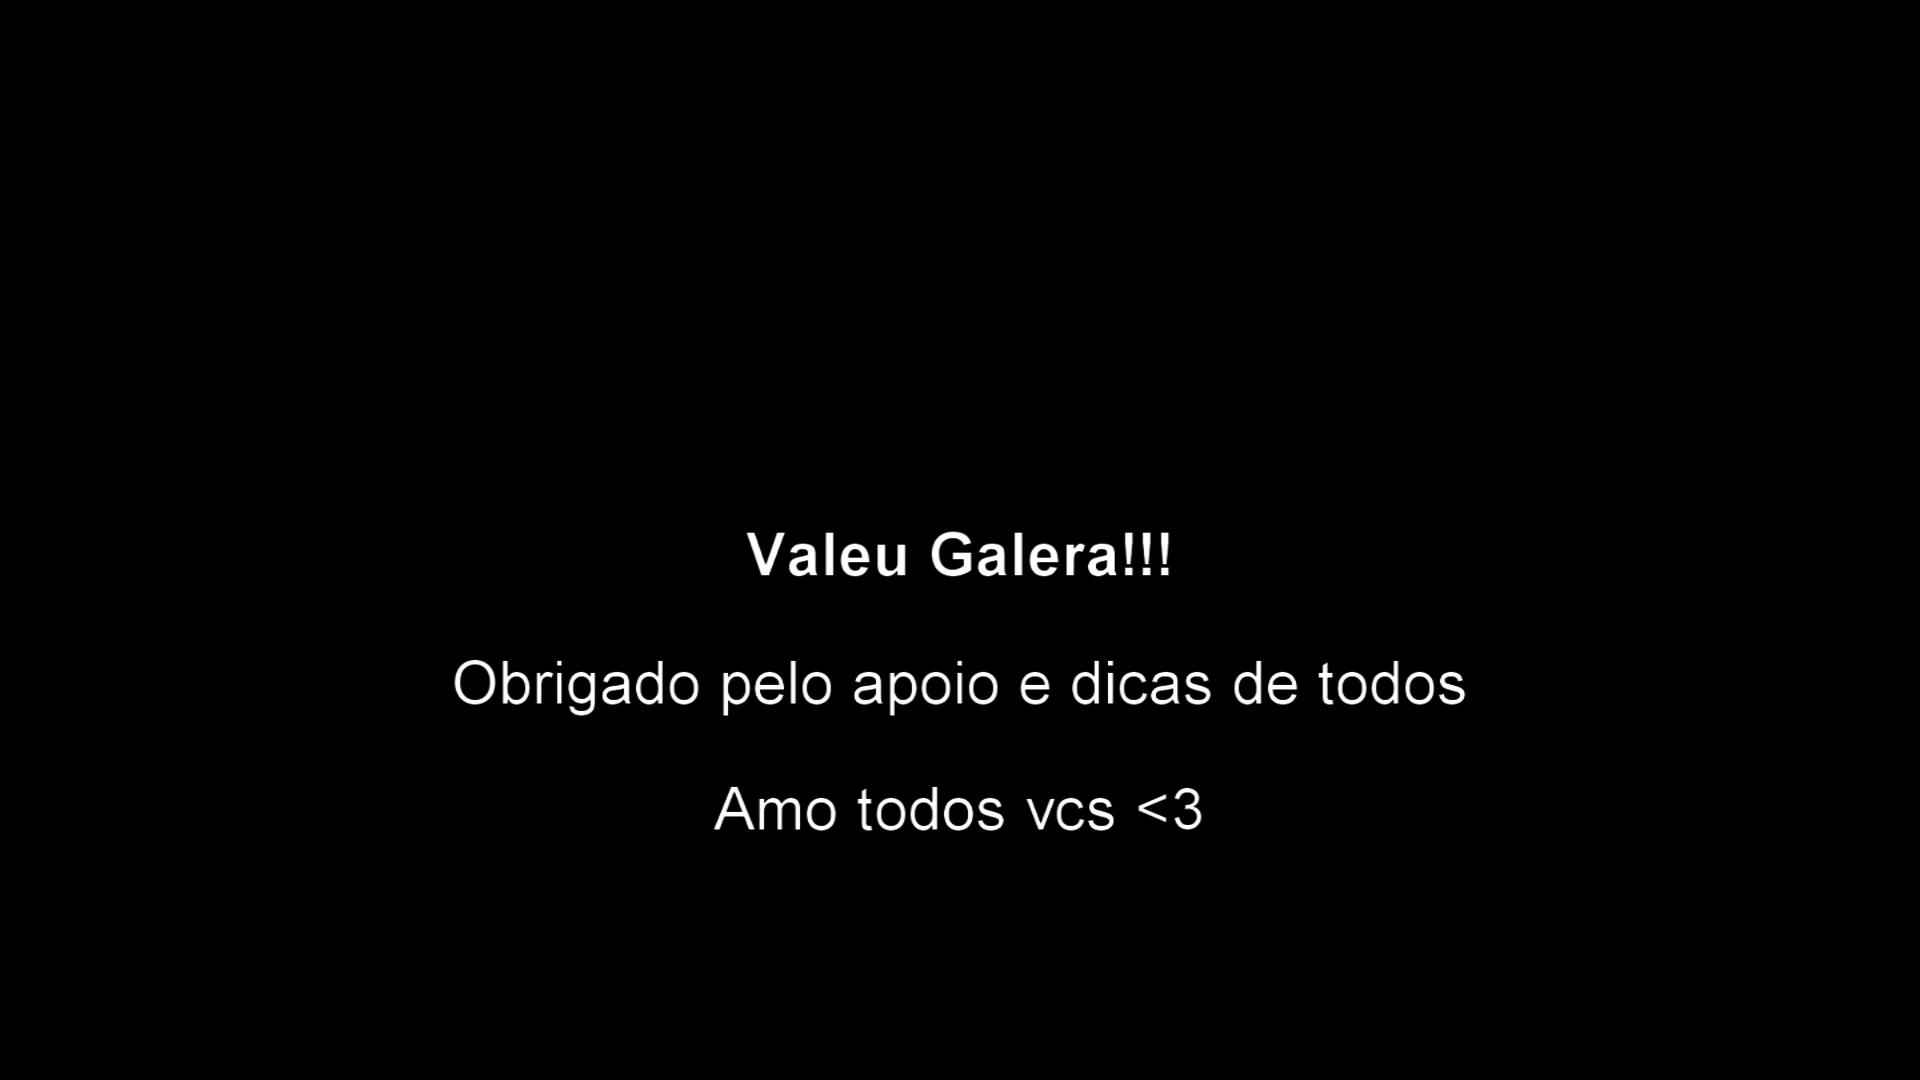 Valeu Galera!!!
Obrigado pelo apoio e dicas de todos
Amo todos vcs <3